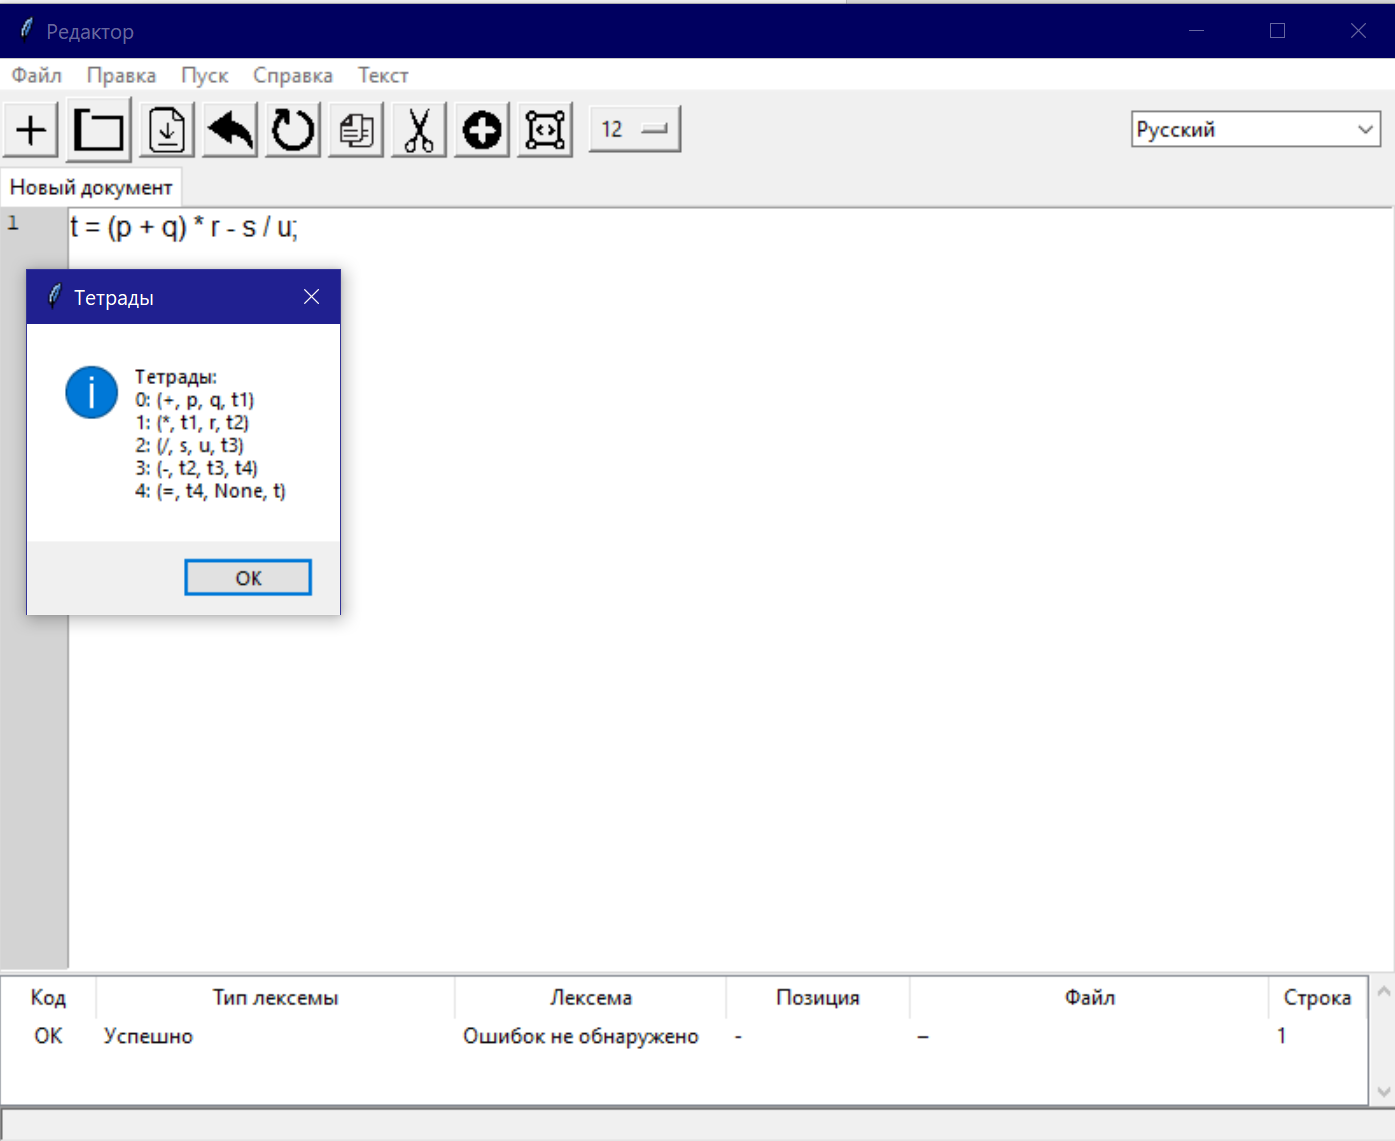 Редактор
Файл Правка Пуск Справка Текст
12 Русский
Новый документ
1 t = (p + q) * r - s / u;
Тетрады
Тетрады:
0: (+, p, q, t1)
1: (*, t1, r, t2)
2: (/, s, u, t3)
3: (-, t2, t3, t4)
4: (=, t4, None, t)
ОК
Код Тип лексемы Лексема Позиция Файл Строка
ОК Успешно Ошибок не обнаружено - – 1